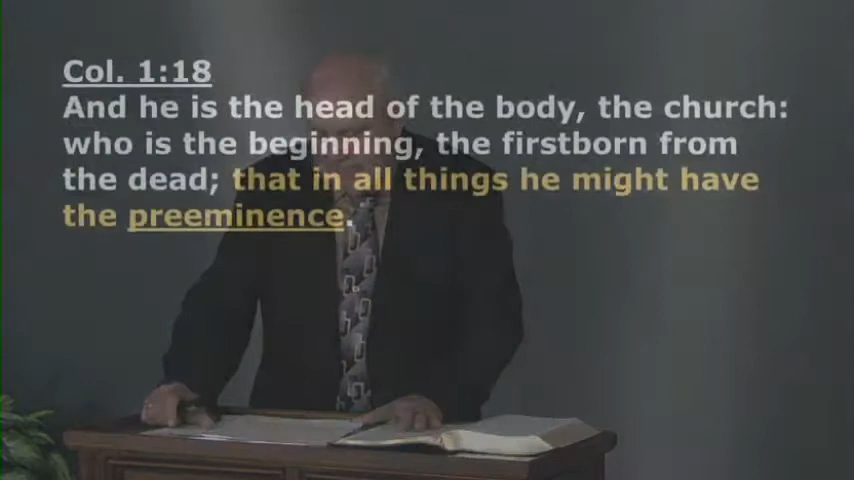 Col. 1:18
And he is the head of the body, the church:
who is the beginning, the firstborn from
the dead; that in all things he might have
the preeminence.